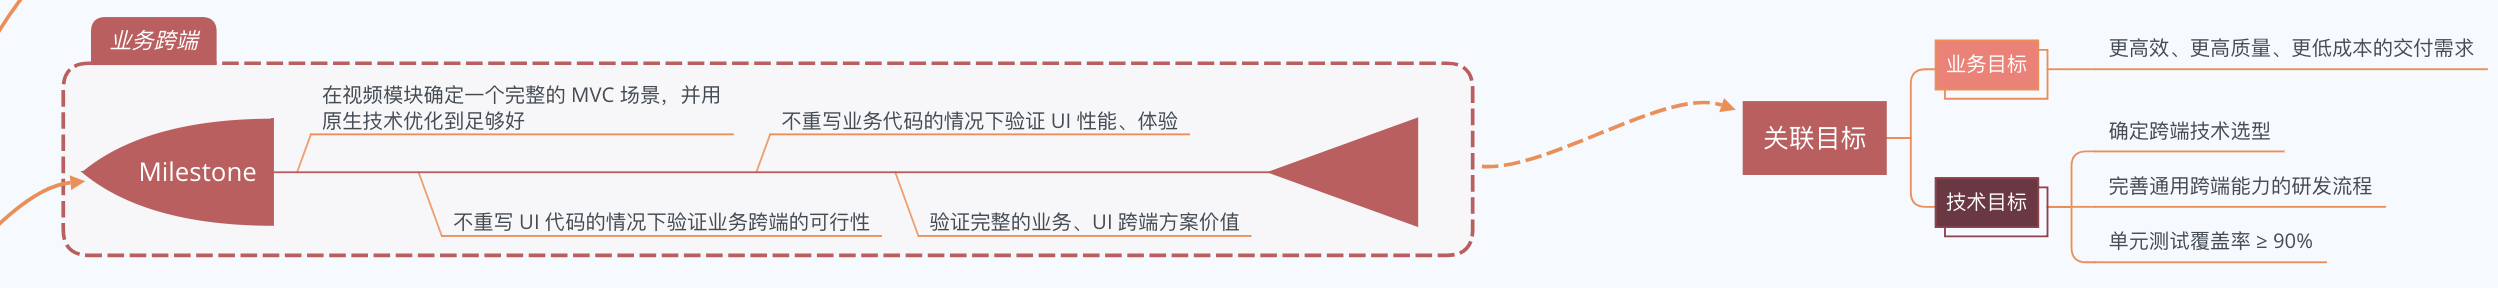 业务跨端
Milestone
在视频模块确定一个完整的 MVC 场景，并用
原生技术优化到足够好
不重写 UI 代码的情况下验证业务跨端的可行性
不重写业务代码的情况下验证 UI 性能、体验
验证完整的业务、UI 跨端方案价值
关联目标
业务目标
更高效、更高质量、更低成本的交付需求
技术目标
确定跨端技术选型
完善通用跨端能力的研发流程
单元测试覆盖率 ≥ 90%